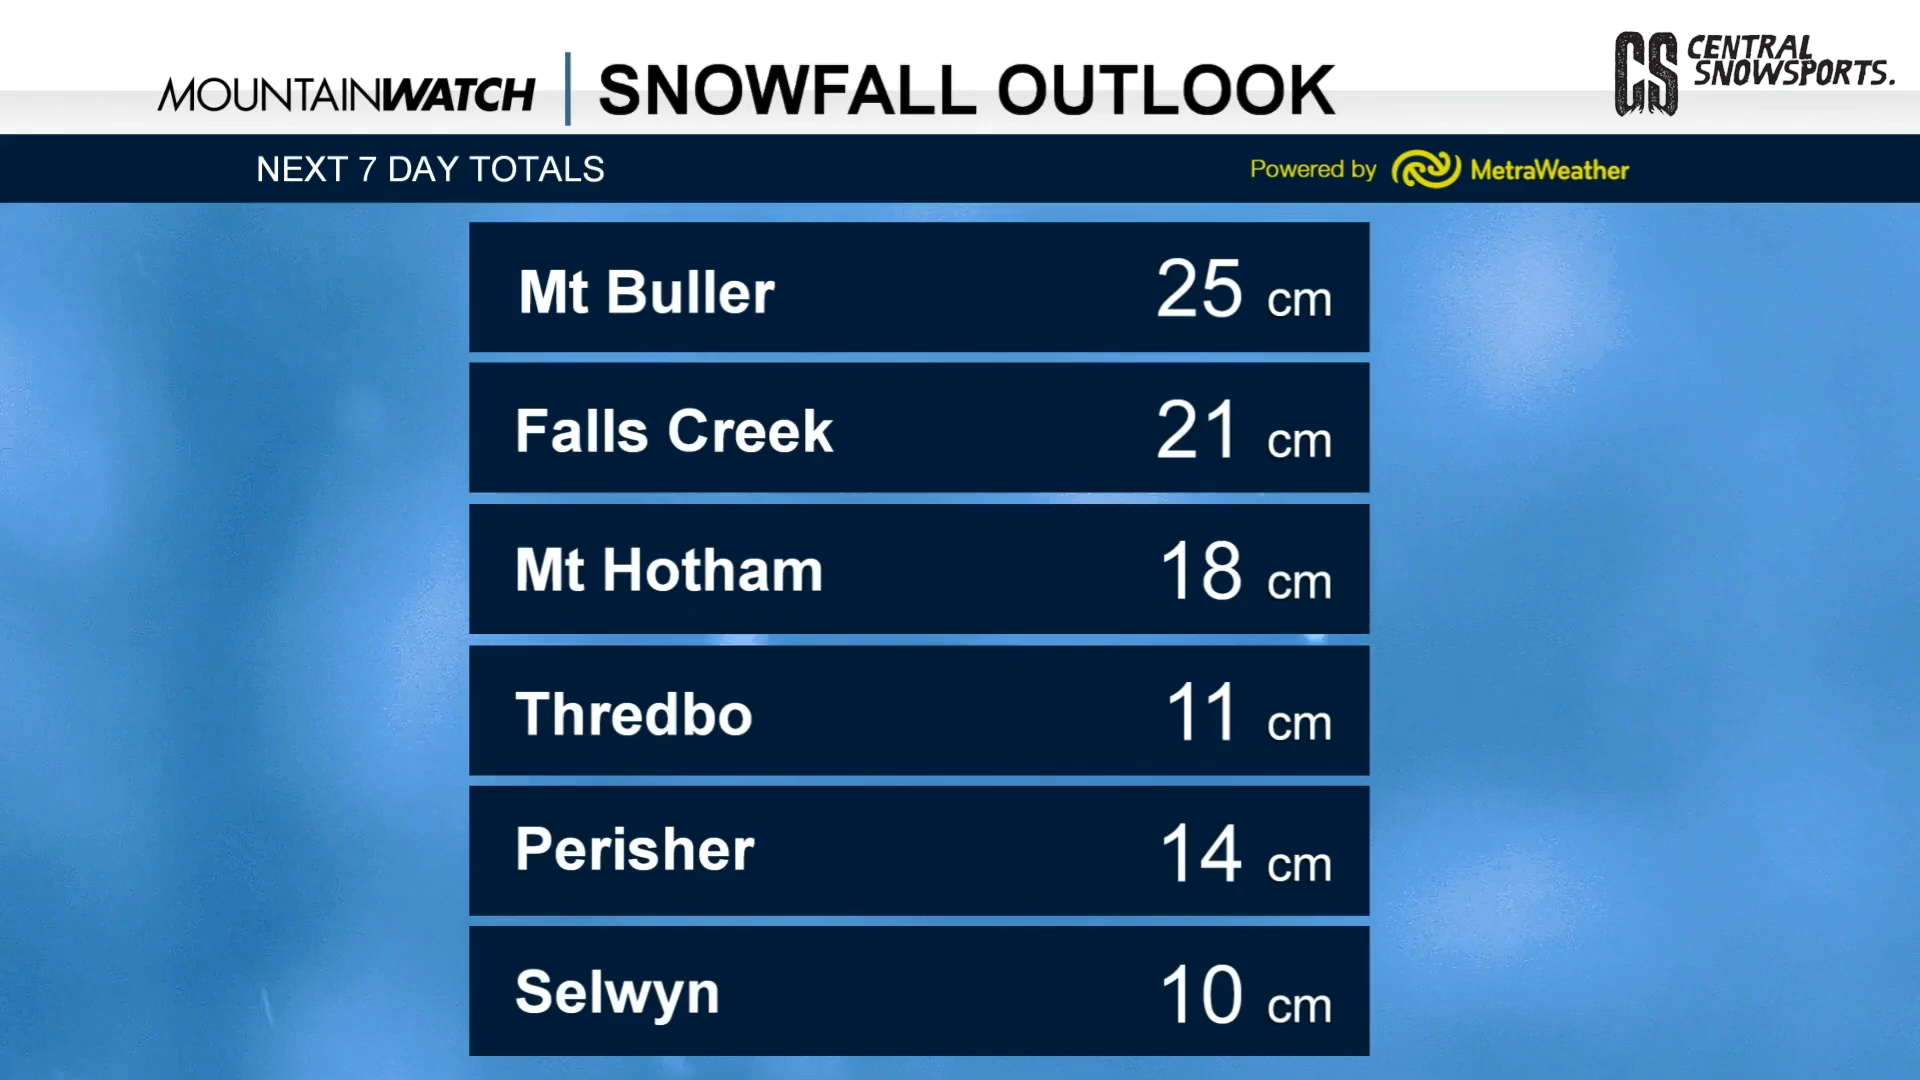 MOUNTAINWATCH SNOWFALL OUTLOOK
CS CENTRAL
SNOWSPORTS.
NEXT 7 DAY TOTALS
Powered by MetraWeather
Mt Buller 25 cm
Falls Creek 21 cm
Mt Hotham 18 cm
Thredbo 11 cm
Perisher 14 cm
Selwyn 10 cm